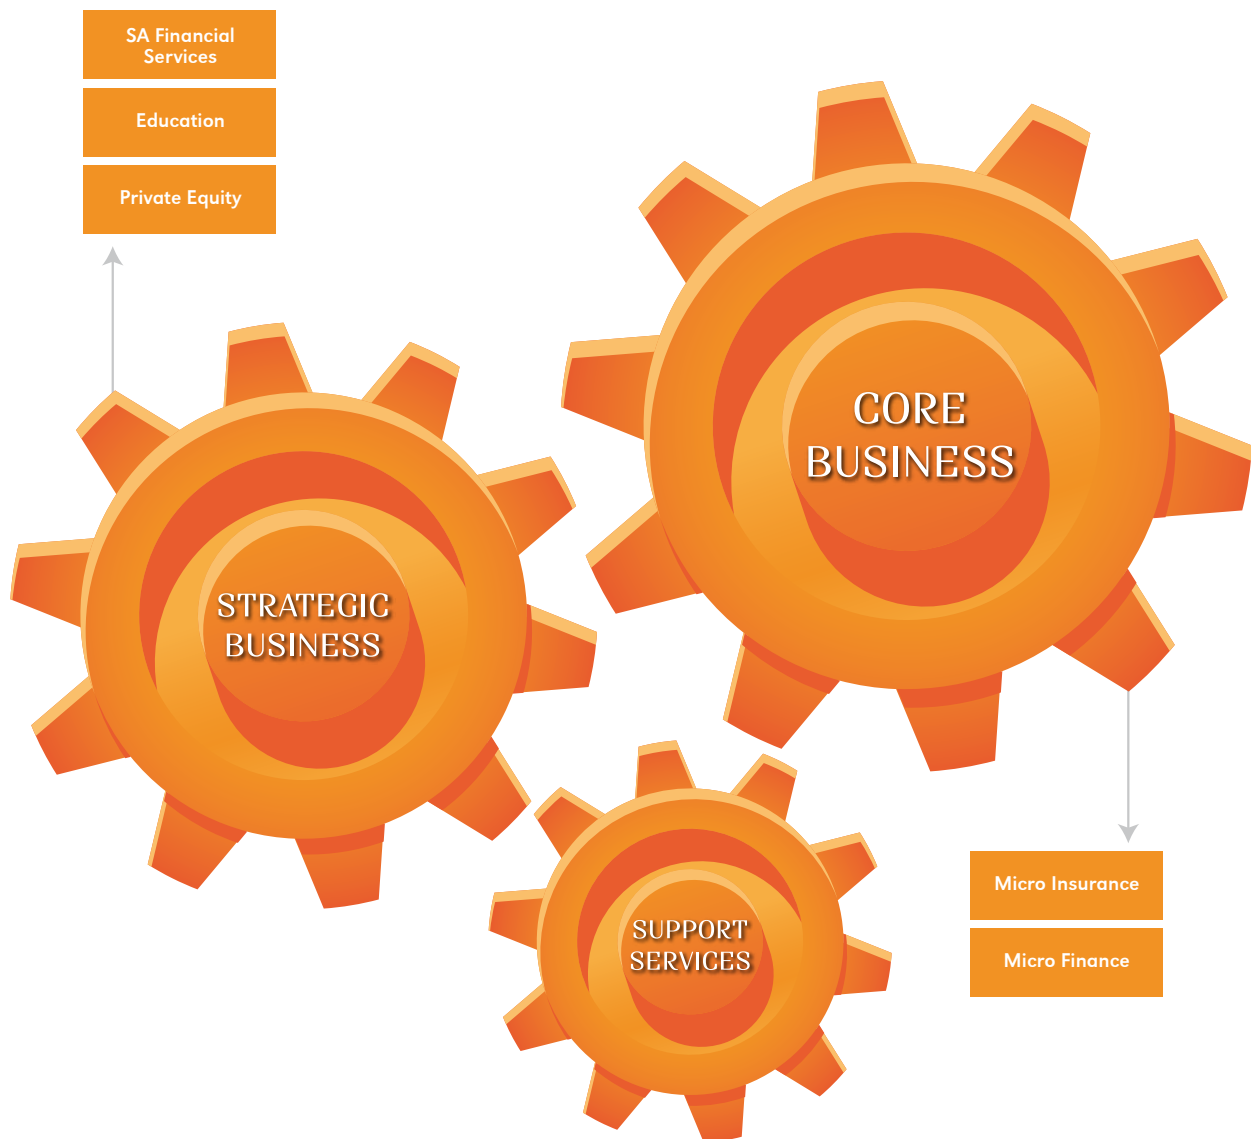 SA Financial
Services
Education
Private Equity
CORE
BUSINESS
STRATEGIC
BUSINESS
SUPPORT
SERVICES
Micro Insurance
Micro Finance